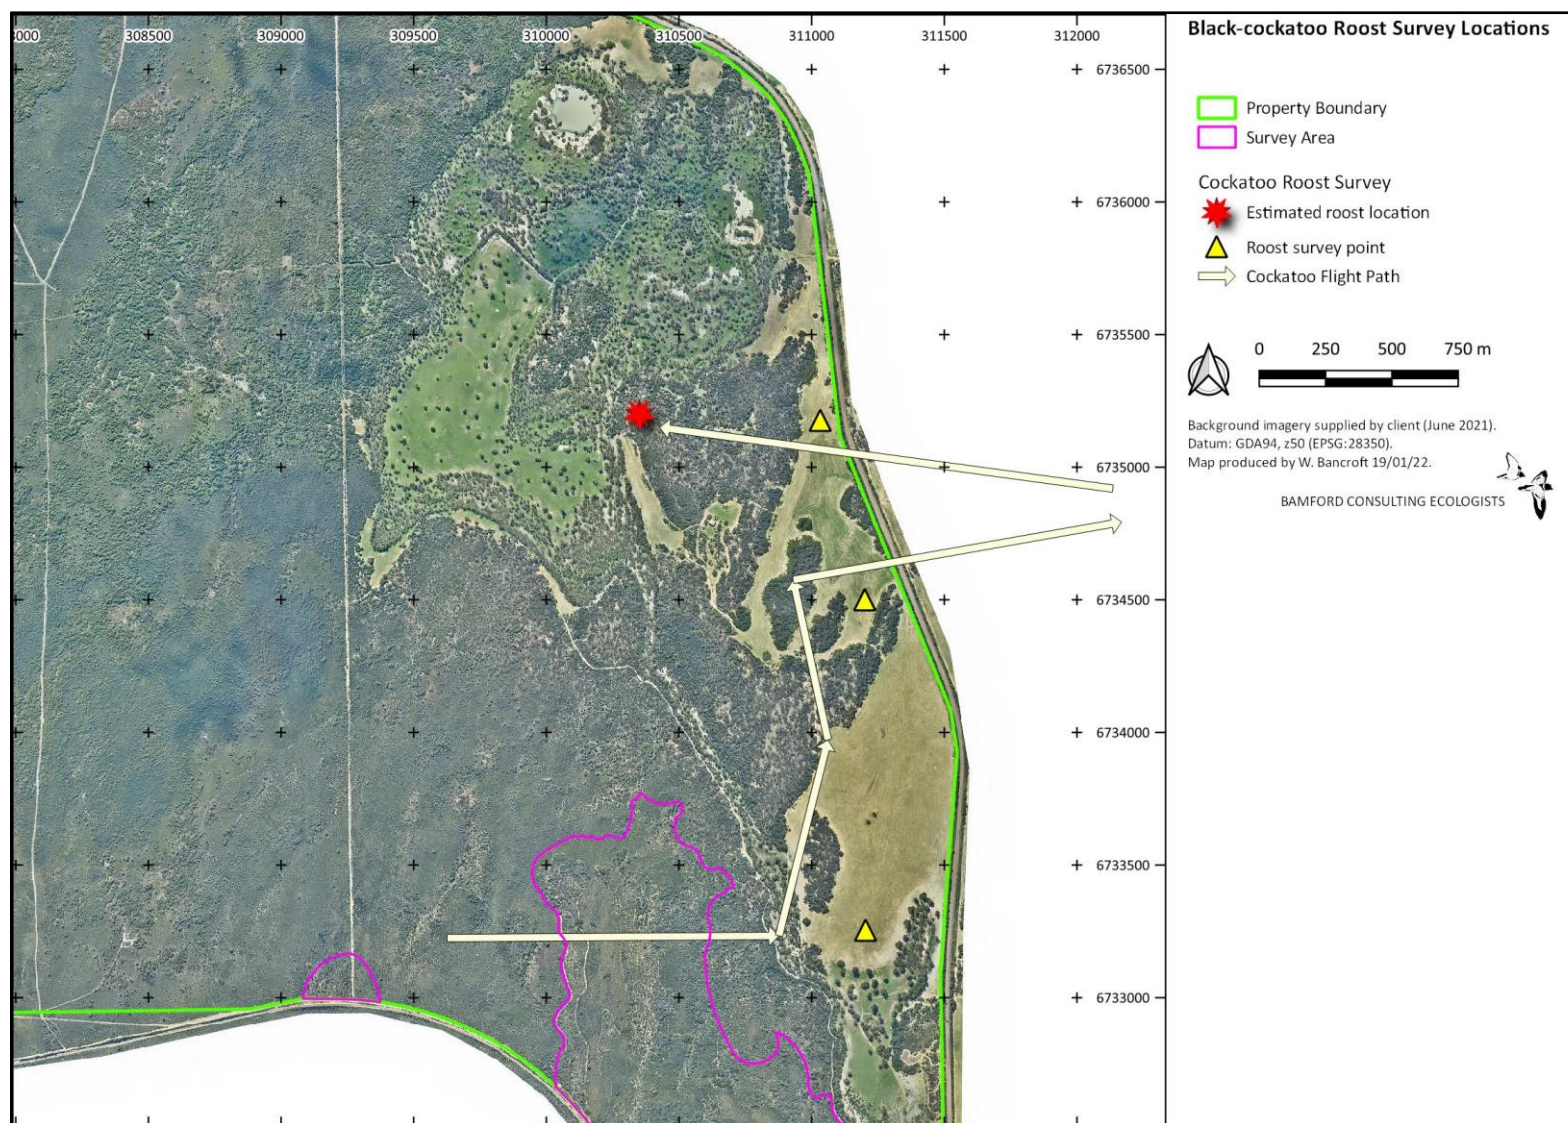 8000 308500 309000 309500 310000 310500 311000 311500 312000
6736500
6736000
6735500
6735000
6734500
6734000
6733500
6733000
Black-cockatoo Roost Survey Locations
Property Boundary
Survey Area
Cockatoo Roost Survey
Estimated roost location
Roost survey point
Cockatoo Flight Path
0 250 500 750 m
Background imagery supplied by client (June 2021).
Datum: GDA94, z50 (EPSG:28350).
Map produced by W. Bancroft 19/01/22.
BAMFORD CONSULTING ECOLOGISTS